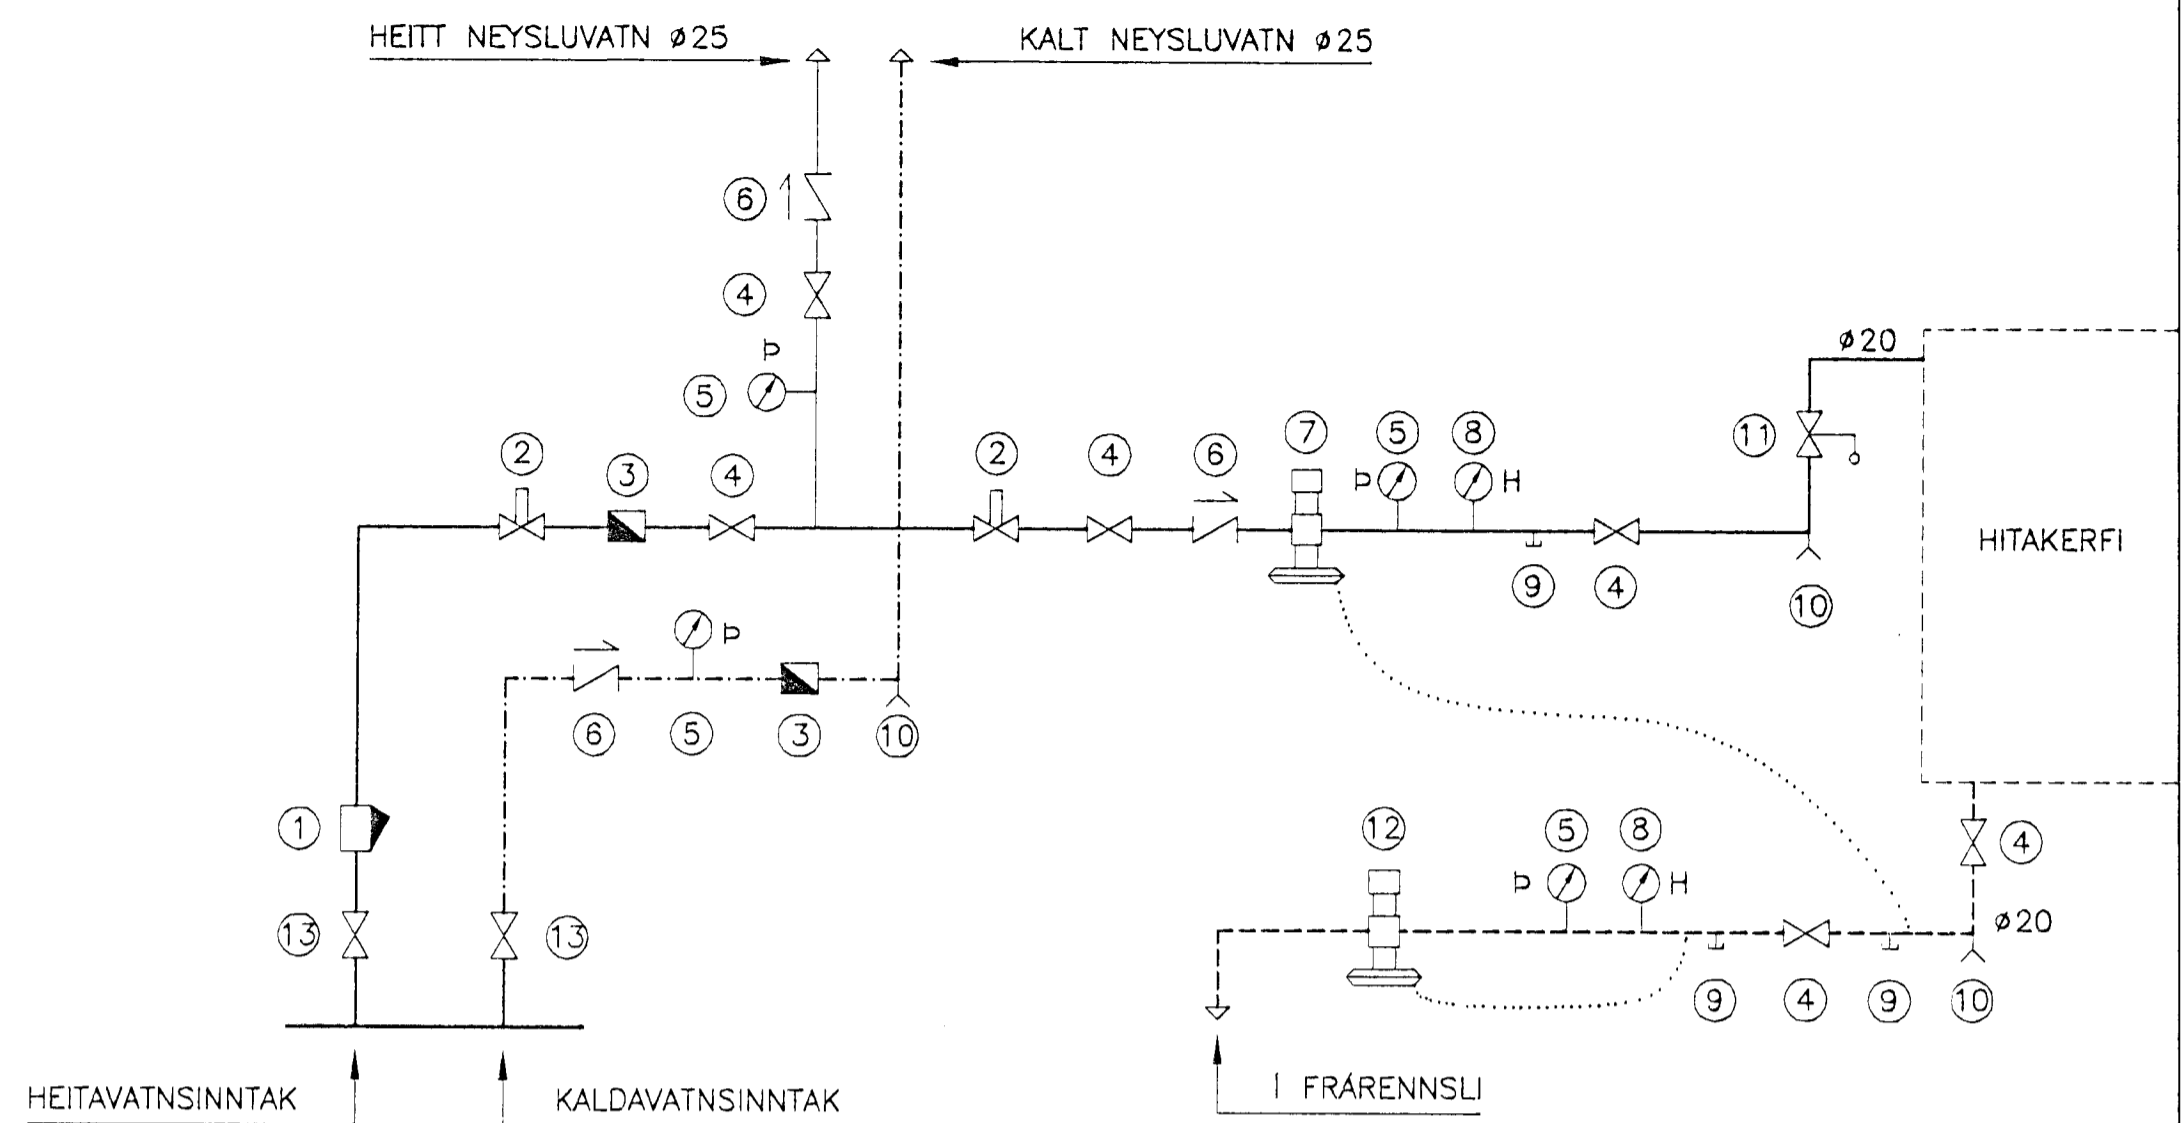 HEITT NEYSLUVATN ø25
KALT NEYSLUVATN ø25
6
4
Þ
5
ø20
2
3
4
2
4
6
7
5
8
11
Þ
H
HITAKERFI
9
4
10
Þ
6
5
3
10
1
12
5
8
4
Þ
H
13
13
ø20
9
4
9
10
HEITAVATNSINNTAK
KALDAVATNSINNTAK
Í FRÁRENNSLI